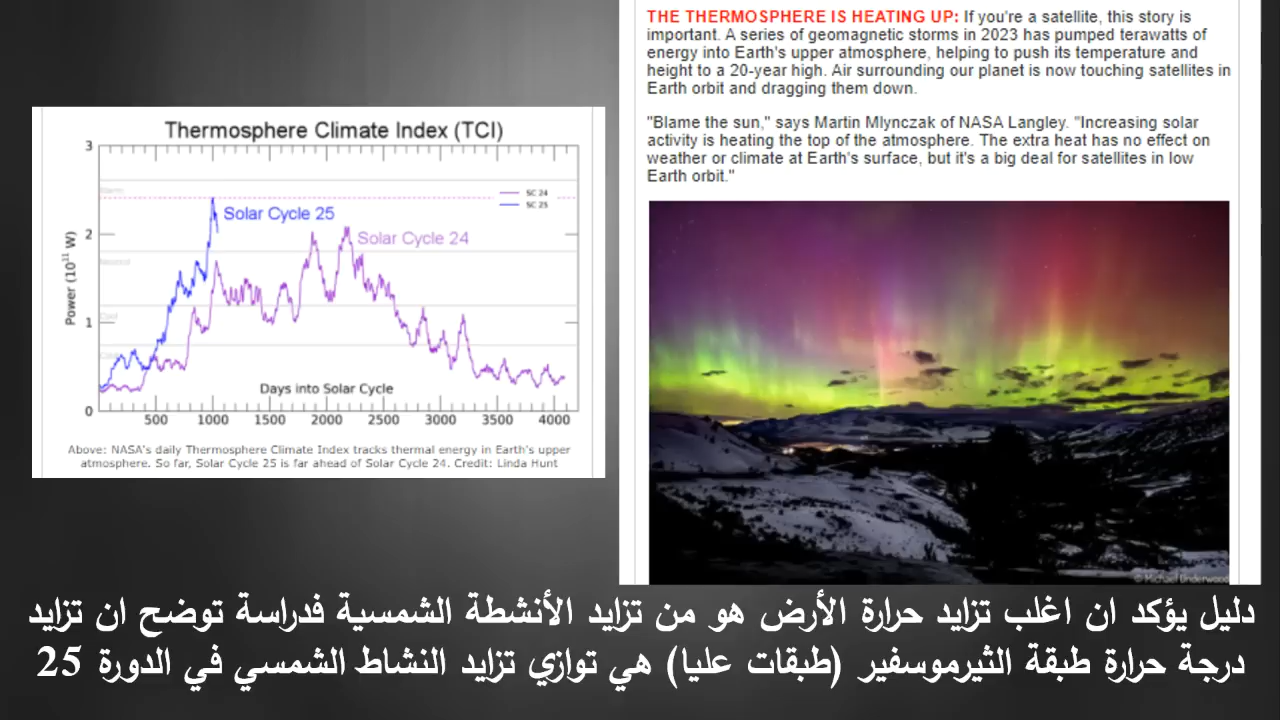 THE THERMOSPHERE IS HEATING UP: If you're a satellite, this story is
important. A series of geomagnetic storms in 2023 has pumped terawatts of
energy into Earth's upper atmosphere, helping to push its temperature and
height to a 20-year high. Air surrounding our planet is now touching satellites in
Earth orbit and dragging them down.
"Blame the sun," says Martin Mlynczak of NASA Langley. "Increasing solar
activity is heating the top of the atmosphere. The extra heat has no effect on
weather or climate at Earth's surface, but it's a big deal for satellites in low
Earth orbit."
Thermosphere Climate Index (TCI)
3
2
1
0
Power (10¹¹ W)
Warm
Neutral
Cool
SC 24
SC 25
Solar Cycle 25
Solar Cycle 24
Days into Solar Cycle
500 1000 1500 2000 2500 3000 3500 4000
Above: NASA's daily Thermosphere Climate Index tracks thermal energy in Earth's upper
atmosphere. So far, Solar Cycle 25 is far ahead of Solar Cycle 24. Credit: Linda Hunt
© Michael Underwood
دليل يؤكد ان اغلب تزايد حرارة الأرض هو من تزايد الأنشطة الشمسية فدراسة توضح ان تزايد
درجة حرارة طبقة الثيرموسفير (طبقات عليا) هي توازي تزايد النشاط الشمسي في الدورة 25